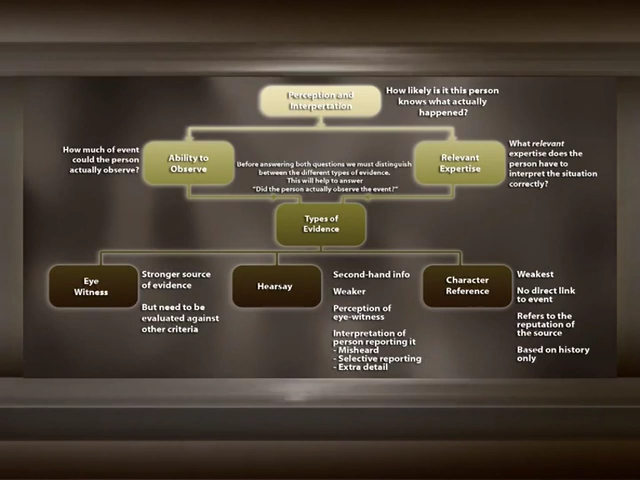 Perception and
Interpertation
How likely is it this person
knows what actually
happened?
How much of event
could the person
actually observe?
Ability to
Observe
Before answering both questions we must distinguish
between the different types of evidence.
This will help to answer
"Did the person actually observe the event?"
Relevant
Expertise
What relevant
expertise does the
person have to
interpret the situation
correctly?
Types of
Evidence
Eye
Witness
Stronger source
of evidence
But need to be
evaluated against
other criteria
Hearsay
Second-hand info
Weaker
Perception of
eye-witness
Interpretation of
person reporting it
- Misheard
- Selective reporting
- Extra detail
Character
Reference
Weakest
No direct link
to event
Refers to the
reputation of
the source
Based on history
only